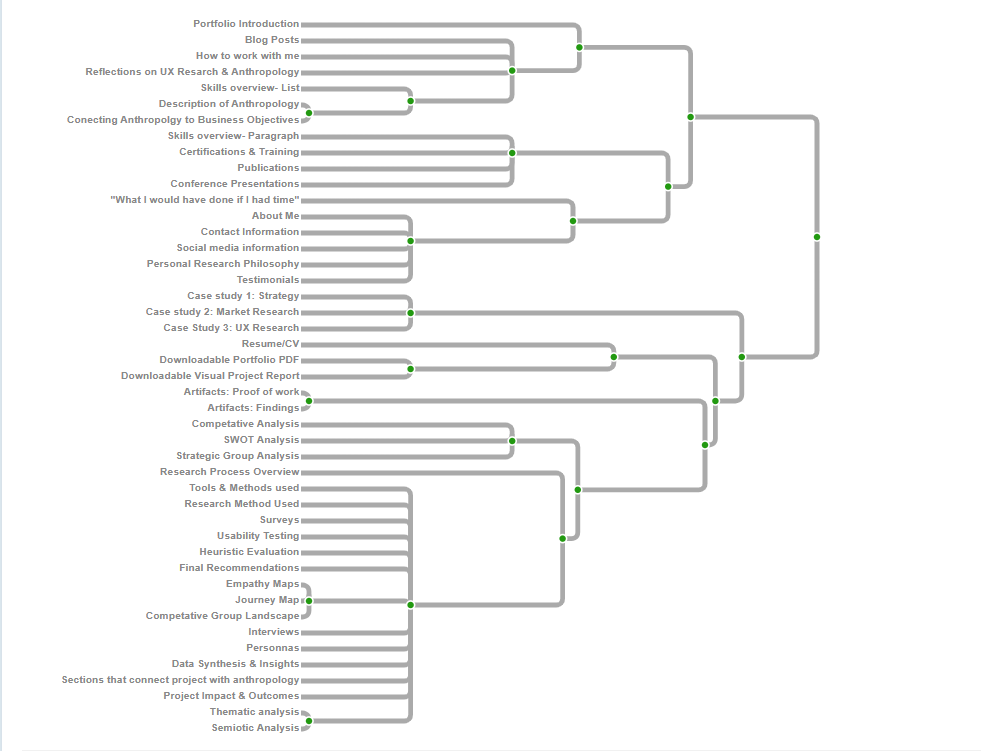 Portfolio Introduction
Blog Posts
How to work with me
Reflections on UX Resarch & Anthropology
Skills overview- List
Description of Anthropology
Conecting Anthropolgy to Business Objectives
Skills overview- Paragraph
Certifications & Training
Publications
Conference Presentations
"What I would have done if I had time"
About Me
Contact Information
Social media information
Personal Research Philosophy
Testimonials
Case study 1: Strategy
Case study 2: Market Research
Case Study 3: UX Research
Resume/CV
Downloadable Portfolio PDF
Downloadable Visual Project Report
Artifacts: Proof of work
Artifacts: Findings
Competative Analysis
SWOT Analysis
Strategic Group Analysis
Research Process Overview
Tools & Methods used
Research Method Used
Surveys
Usability Testing
Heuristic Evaluation
Final Recommendations
Empathy Maps
Journey Map
Competative Group Landscape
Interviews
Personnas
Data Synthesis & Insights
Sections that connect project with anthropology
Project Impact & Outcomes
Thematic analysis
Semiotic Analysis